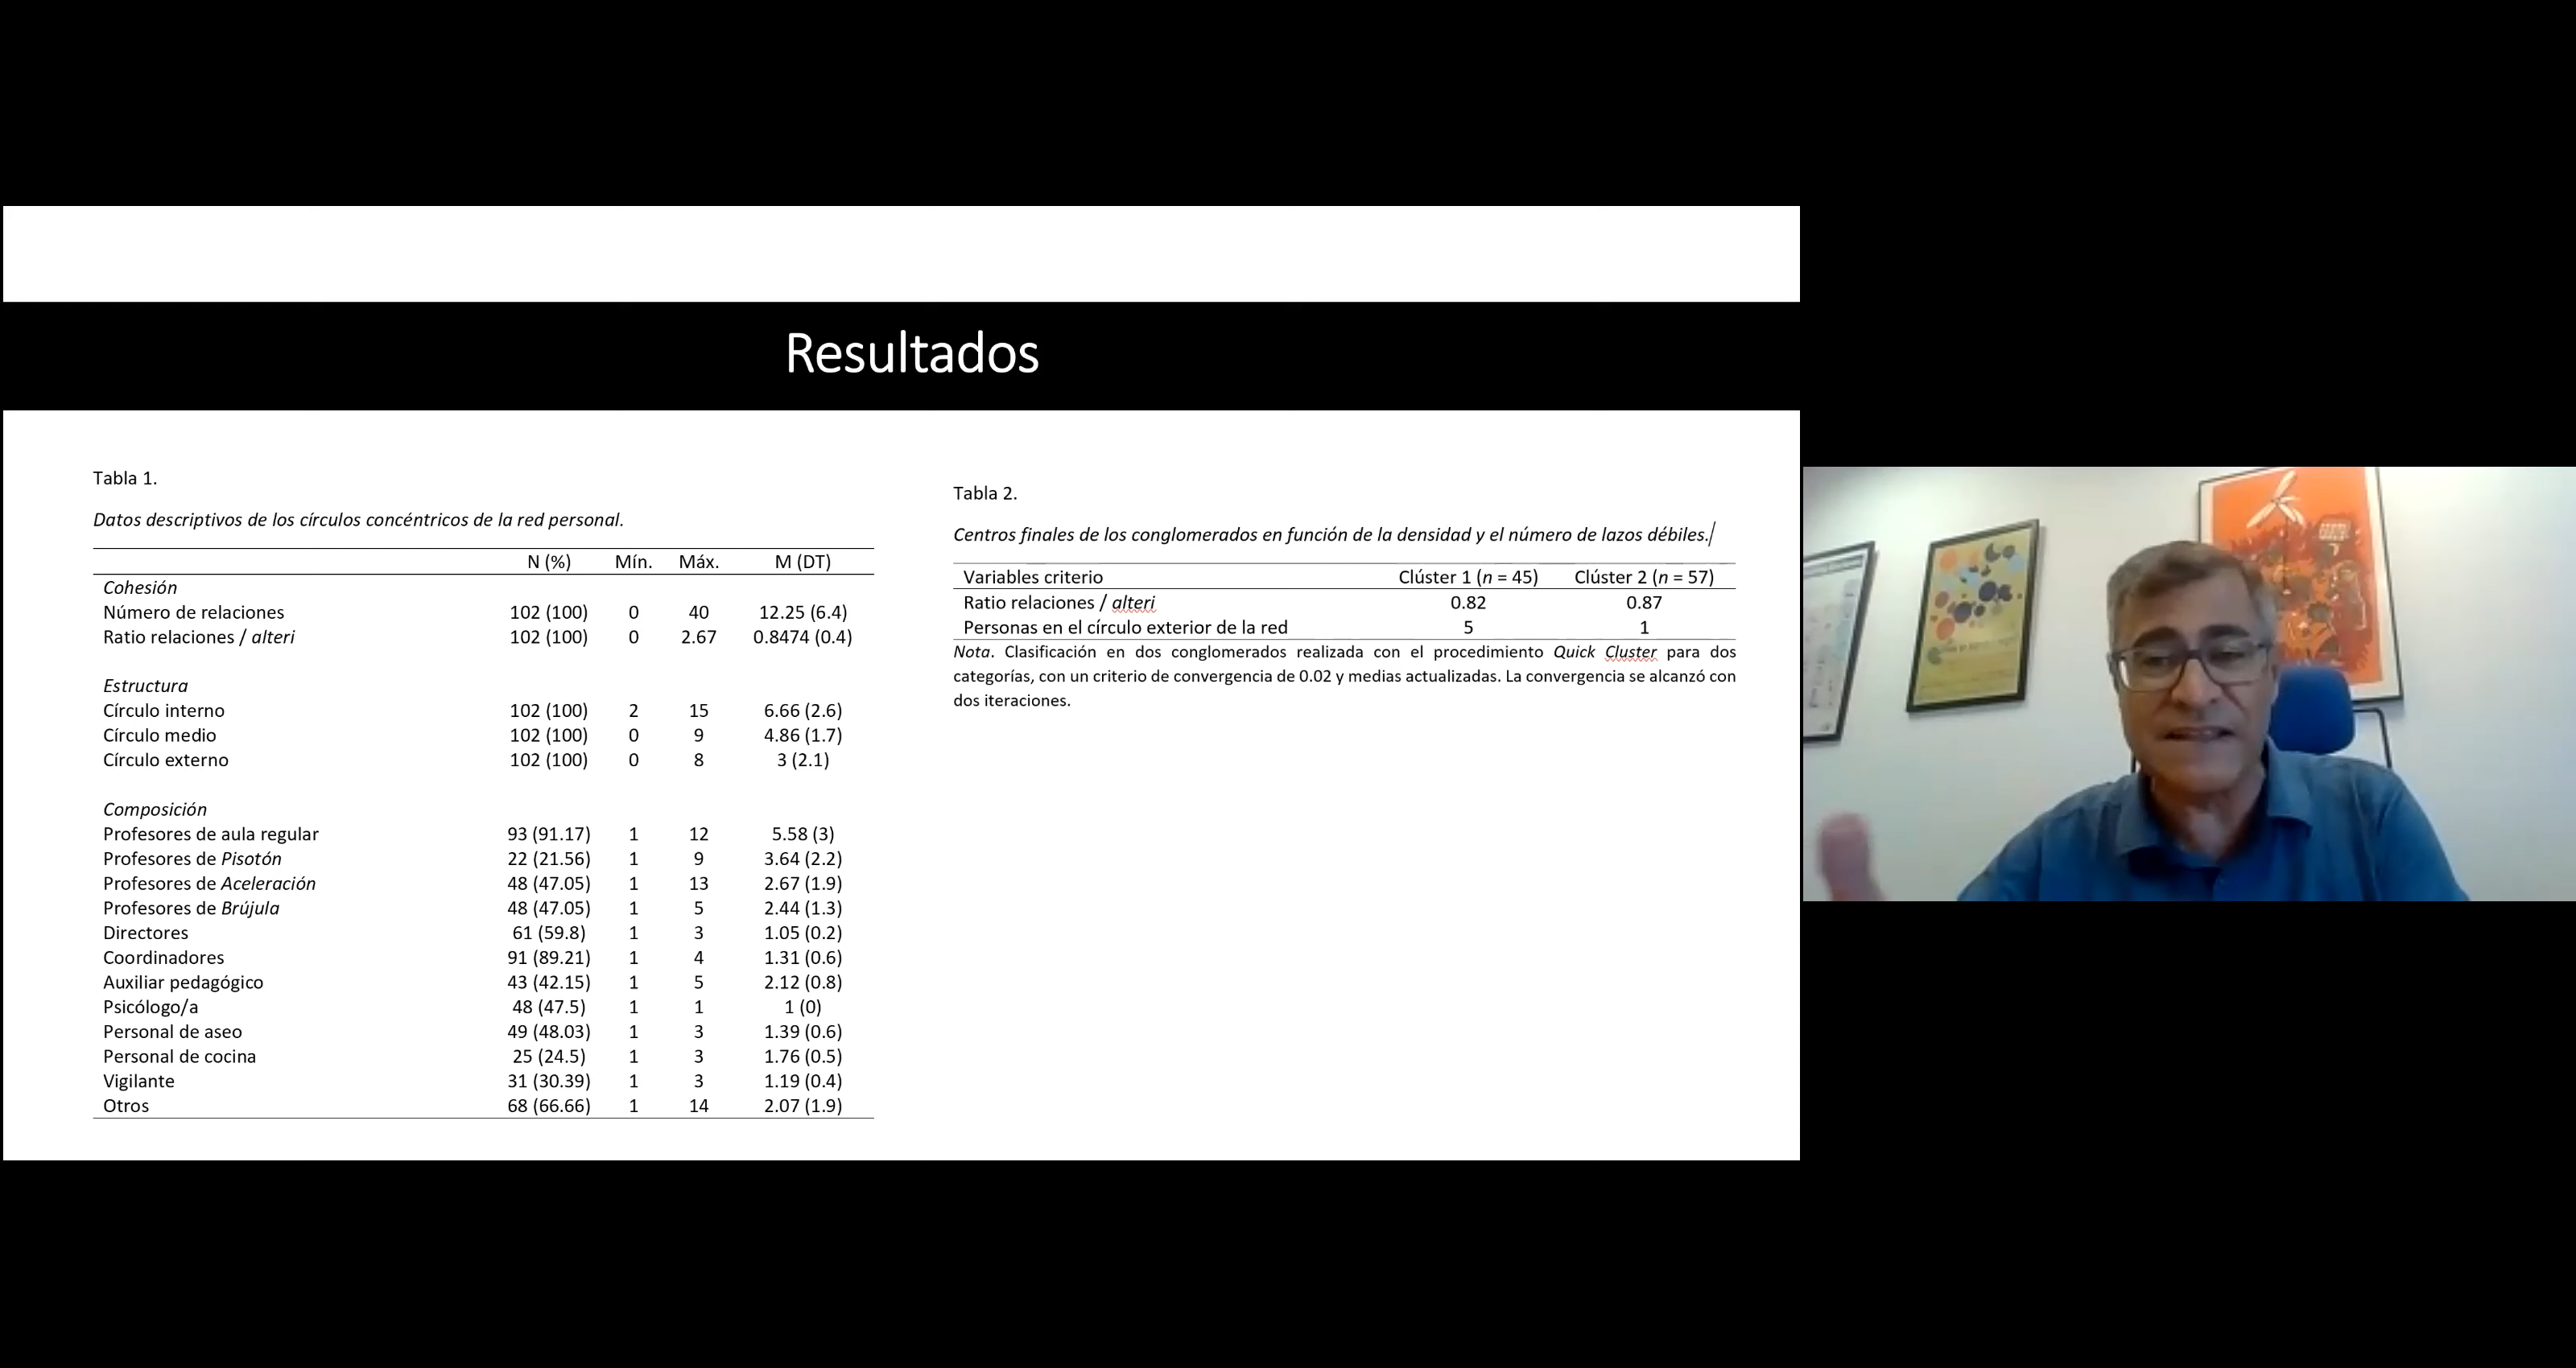 Resultados
Tabla 1.
Datos descriptivos de los círculos concéntricos de la red personal.
N (%) Mín. Máx. M (DT)
Cohesión
Número de relaciones 102 (100) 0 40 12.25 (6.4)
Ratio relaciones / alteri 102 (100) 0 2.67 0.8474 (0.4)
Estructura
Círculo interno 102 (100) 2 15 6.66 (2.6)
Círculo medio 102 (100) 0 9 4.86 (1.7)
Círculo externo 102 (100) 0 8 3 (2.1)
Composición
Profesores de aula regular 93 (91.17) 1 12 5.58 (3)
Profesores de Pisotón 22 (21.56) 1 9 3.64 (2.2)
Profesores de Aceleración 48 (47.05) 1 13 2.67 (1.9)
Profesores de Brújula 48 (47.05) 1 5 2.44 (1.3)
Directores 61 (59.8) 1 3 1.05 (0.2)
Coordinadores 91 (89.21) 1 4 1.31 (0.6)
Auxiliar pedagógico 43 (42.15) 1 5 2.12 (0.8)
Psicólogo/a 48 (47.5) 1 1 1 (0)
Personal de aseo 49 (48.03) 1 3 1.39 (0.6)
Personal de cocina 25 (24.5) 1 3 1.76 (0.5)
Vigilante 31 (30.39) 1 3 1.19 (0.4)
Otros 68 (66.66) 1 14 2.07 (1.9)
Tabla 2.
Centros finales de los conglomerados en función de la densidad y el número de lazos débiles.
Variables criterio Clúster 1 (n = 45) Clúster 2 (n = 57)
Ratio relaciones / alteri 0.82 0.87
Personas en el círculo exterior de la red 5 1
Nota. Clasificación en dos conglomerados realizada con el procedimiento Quick Cluster para dos
categorías, con un criterio de convergencia de 0.02 y medias actualizadas. La convergencia se alcanzó con
dos iteraciones.